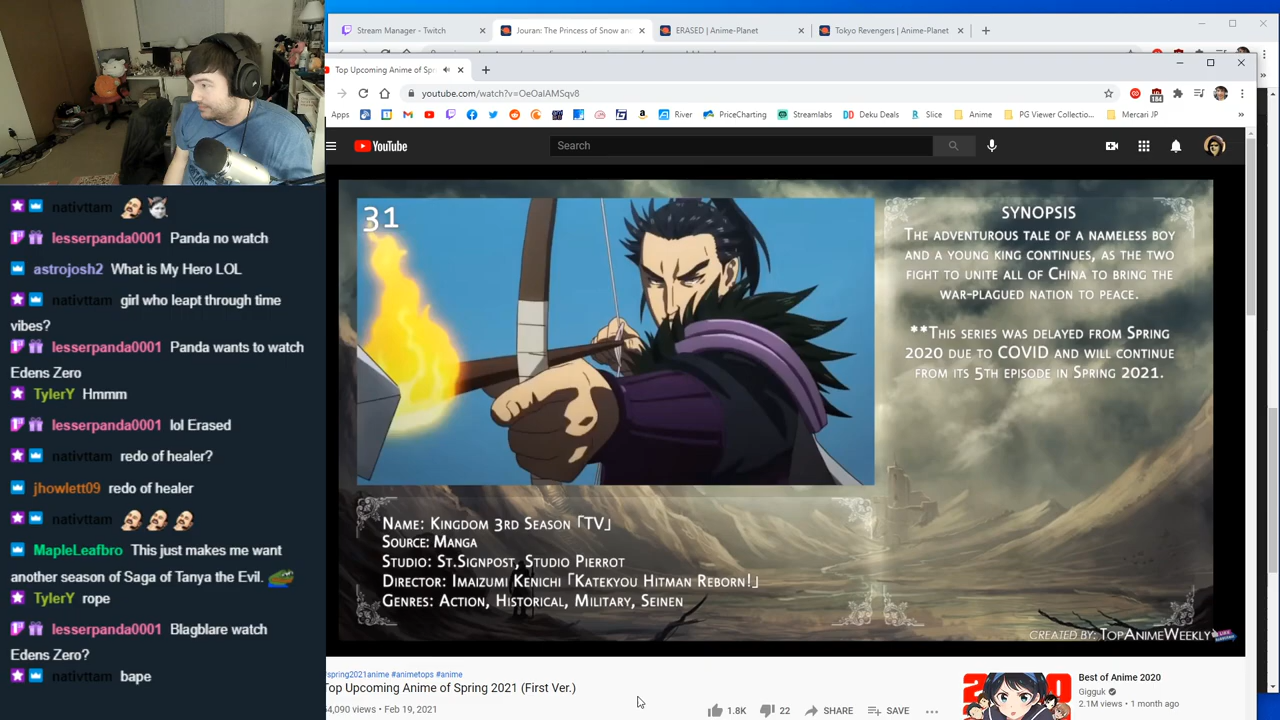 Stream Manager - Twitch
Jouran: The Princess of Snow an
ERASED | Anime-Planet
Tokyo Revengers | Anime-Planet
Top Upcoming Anime of Spr
youtube.com/watch?v=OeOaIAMSqv8
184
Apps
River
PriceCharting
Streamlabs
Deku Deals
Slice
Anime
PG Viewer Collectio...
Mercari JP
YouTube
Search
31
SYNOPSIS
THE ADVENTUROUS TALE OF A NAMELESS BOY
AND A YOUNG KING CONTINUES, AS THE TWO
FIGHT TO UNITE ALL OF CHINA TO BRING THE
WAR-PLAGUED NATION TO PEACE.
**THIS SERIES WAS DELAYED FROM SPRING
2020 DUE TO COVID AND WILL CONTINUE
FROM ITS 5TH EPISODE IN SPRING 2021.
NAME: KINGDOM 3RD SEASON「TV」
SOURCE: MANGA
STUDIO: ST.SIGNPOST, STUDIO PIERROT
DIRECTOR: IMAIZUMI KENICHI「KATEKYOU HITMAN REBORN!」
GENRES: ACTION, HISTORICAL, MILITARY, SEINEN
CREATED BY: TOPANIMEWEEKLY
#spring2021anime #animetops #anime
Top Upcoming Anime of Spring 2021 (First Ver.)
4,090 views • Feb 19, 2021
1.8K
22
SHARE
SAVE
Best of Anime 2020
Gigguk
2.1M views • 1 month ago
nativttam
lesserpanda0001 Panda no watch
astrojosh2 What is My Hero LOL
nativttam girl who leapt through time
vibes?
lesserpanda0001 Panda wants to watch
Edens Zero
TylerY Hmmm
lesserpanda0001 lol Erased
nativttam redo of healer?
jhowlett09 redo of healer
nativttam
MapleLeafbro This just makes me want
another season of Saga of Tanya the Evil.
TylerY rope
lesserpanda0001 Blagblare watch
Edens Zero?
nativttam bape